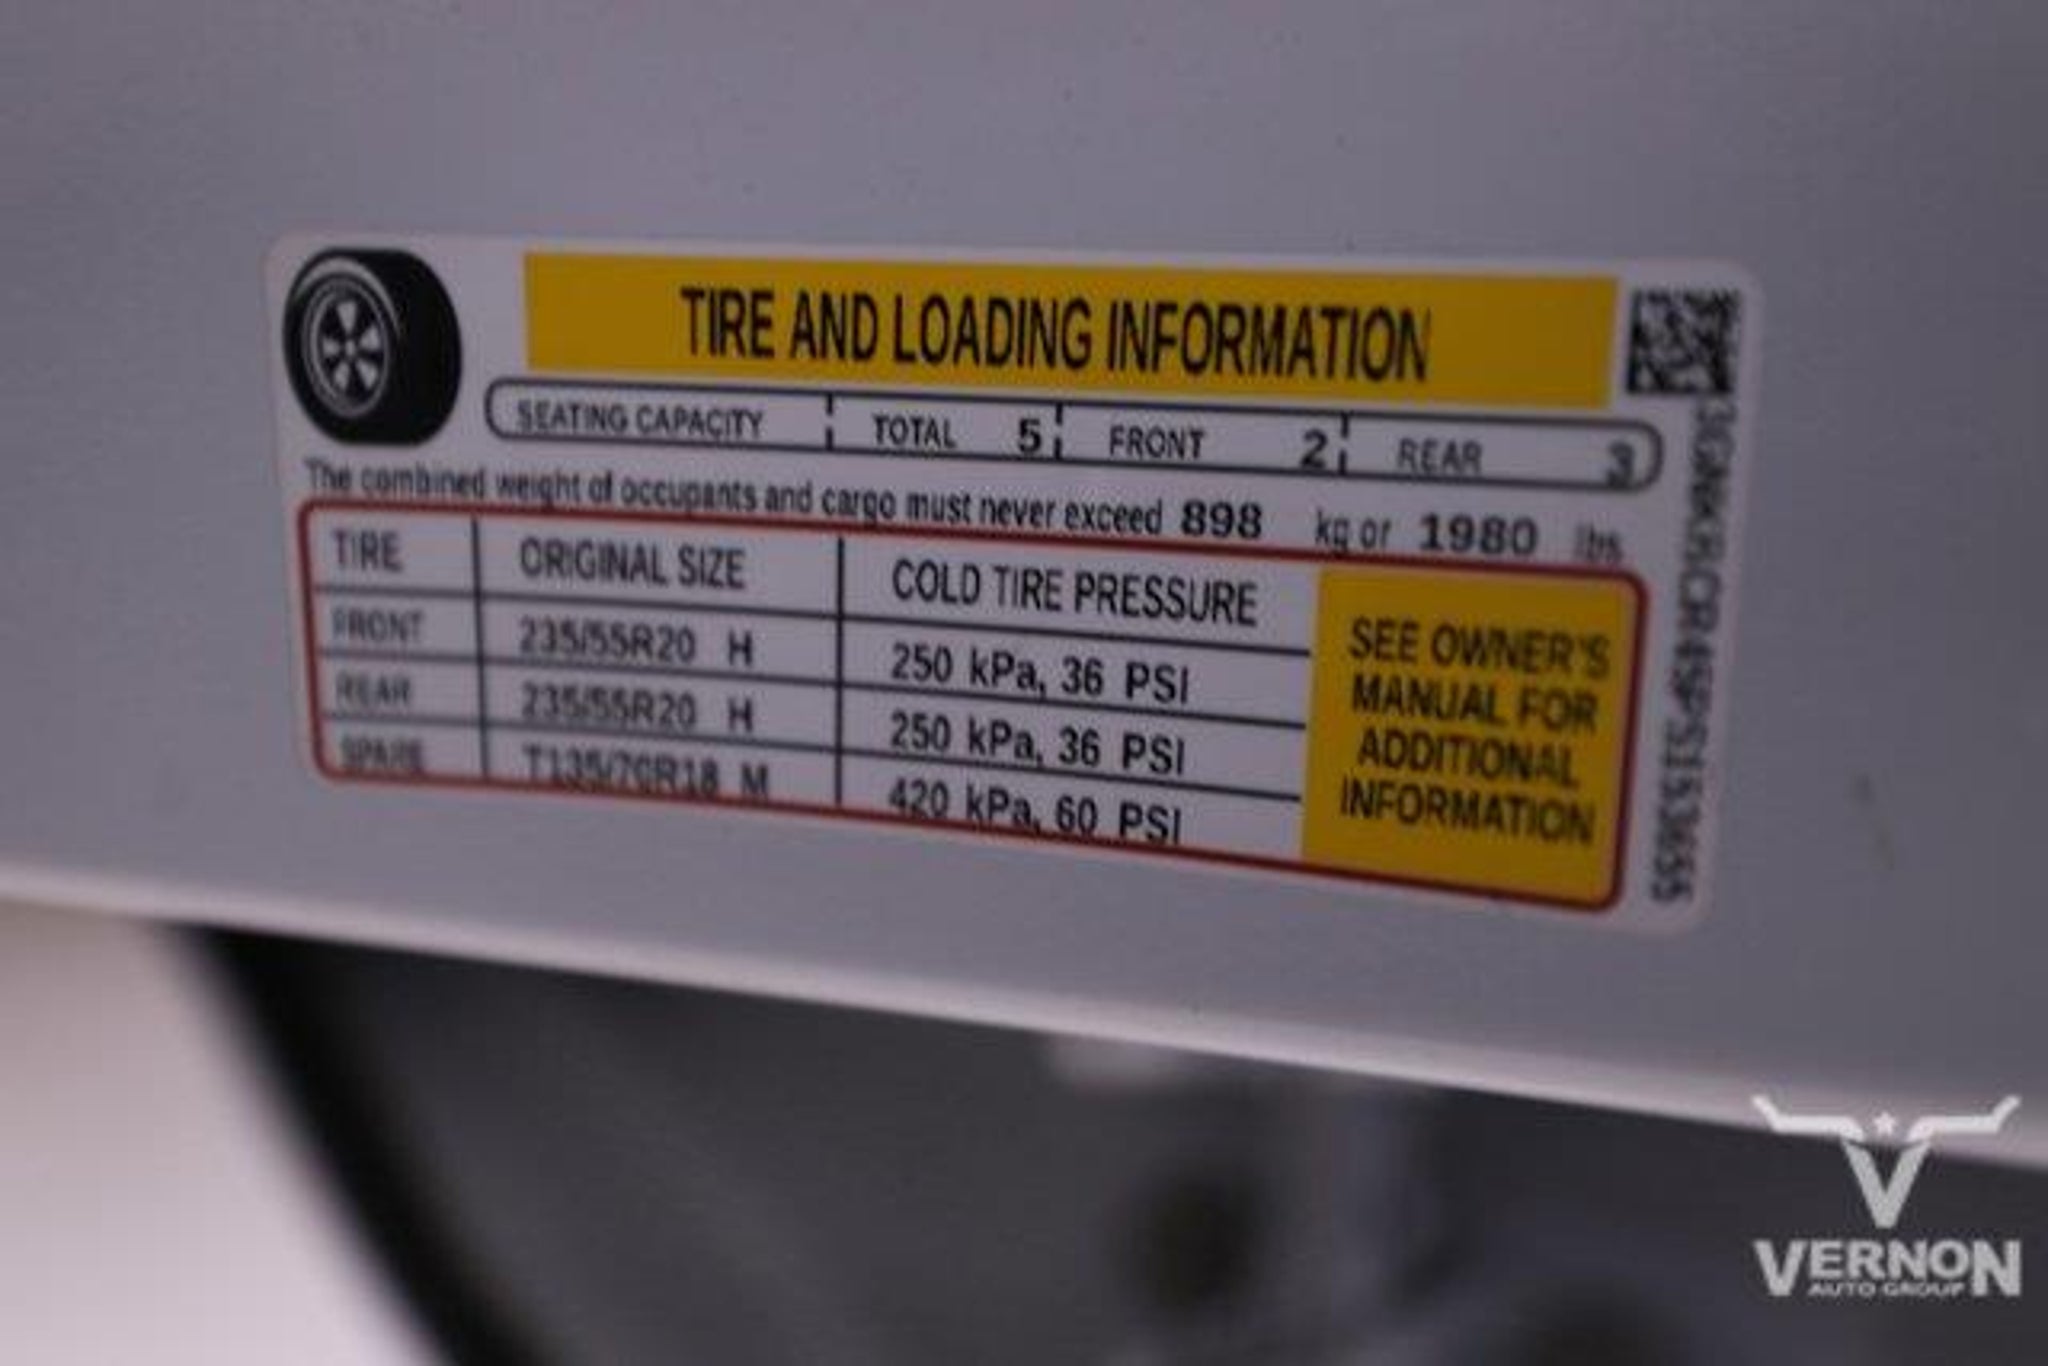 TIRE AND LOADING INFORMATION
SEATING CAPACITY TOTAL 5 FRONT 2 REAR 3
The combined weight of occupants and cargo must never exceed 898 kg or 1980 lbs
TIRE ORIGINAL SIZE COLD TIRE PRESSURE
FRONT 235/55R20 H 250 kPa, 36 PSI
REAR 235/55R20 H 250 kPa, 36 PSI
SPARE T135/70R18 M 420 kPa, 60 PSI
SEE OWNER'S
MANUAL FOR
ADDITIONAL
INFORMATION
VERNON
AUTO GROUP